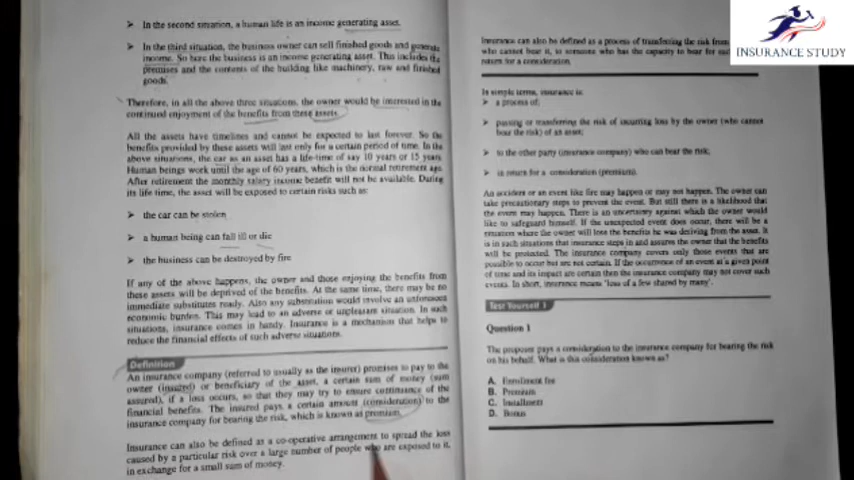 In the second situation, a human life is an income generating asset.
In the third situation, the business owner can sell finished goods and generate
income. So here the business is an income generating asset. This includes the
premises and the contents of the building like machinery, raw and finished
goods.
Therefore, in all the above three situations, the owner would be interested in the
continued enjoyment of the benefits from these assets.
All the assets have timelines and cannot be expected to last forever. So the
benefits provided by these assets will last only for a certain period of time. In the
above situations, the car as an asset has a life-time of say 10 years or 15 years.
Human beings work until the age of 60 years, which is the normal retirement age.
After retirement the monthly salary income benefit will not be available. During
its life time, the asset will be exposed to certain risks such as:
the car can be stolen
a human being can fall ill or die
the business can be destroyed by fire
If any of the above happens, the owner and those enjoying the benefits from
these assets will be deprived of the benefits. At the same time, there may be no
immediate substitutes ready. Also any substitution would involve an
economic burden. This may lead to an adverse or unpleasant situation. In such
situations, insurance comes in handy. Insurance is a mechanism that helps to
reduce the financial effects of such adverse situations.
Definition
An insurance company (referred to usually as the insurer) promises to pay to the
owner (insured) or beneficiary of the asset, a certain sum of money (sum
assured), if a loss occurs, so that they may try to ensure continuance of the
financial benefits. The insured pays a certain amount (consideration) to the
insurance company for bearing the risk, which is known as premium.
Insurance can also be defined as a co-operative arrangement to spread the loss
caused by a particular risk over a large number of people who are exposed to it,
in exchange for a small sum of money.
Insurance can also be defined as a process of transferring the risk from
who cannot bear it, to someone who has the capacity to bear for
return for a consideration.
In simple terms, insurance is:
a process of;
passing or transferring the risk of incurring loss by the owner (who cannot
bear the risk) of an asset;
to the other party (insurance company) who can bear the risk;
in return for a consideration (premium).
An accident or an event like fire may happen or may not happen. The owner can
take precautionary steps to prevent the event. But still there is a likelihood that
the event may happen. There is an uncertainty against which the owner would
like to safeguard himself. If the unexpected event does occur, there will be a
situation where the owner will lose the benefits he was deriving from the asset. It
is in such situations that insurance steps in and assures the owner that the benefits
will be protected. The insurance company covers only those events that are
possible to occur but are not certain. If the occurrence of an event at a given point
of time and its impact are certain then the insurance company may not cover such
events. In short, insurance means 'loss of a few shared by many'.
Test Yourself 1
Question 1
The proposer pays a consideration to the insurance company for bearing the risk
on his behalf. What is this consideration known as?
A. Enrollment fee
B. Premium
C. Installment
D. Bonus
INSURANCE STUDY